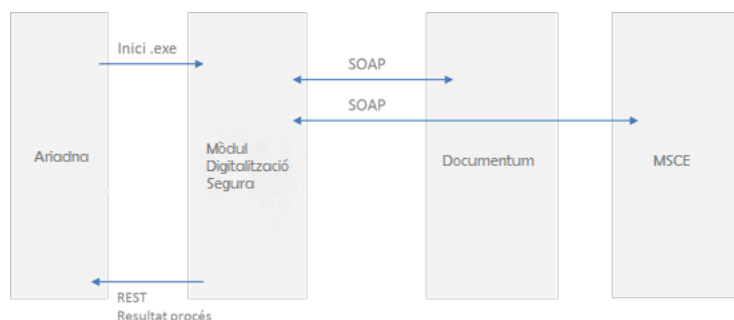 Inici .exe
SOAP
SOAP
Ariadna
Mòdul
Digitalització
Segura
Documentum
MSCE
REST
Resultat procés